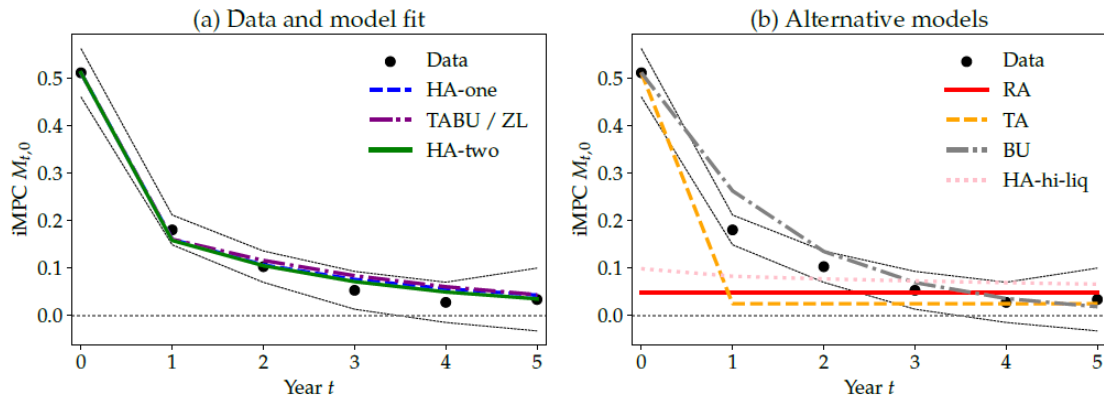 (a) Data and model fit
iMPC M_{t,0}
0.5
0.4
0.3
0.2
0.1
0.0
Data
HA-one
TABU / ZL
HA-two
0 1 2 3 4 5
Year t
(b) Alternative models
iMPC M_{t,0}
0.5
0.4
0.3
0.2
0.1
0.0
Data
RA
TA
BU
HA-hi-liq
0 1 2 3 4 5
Year t